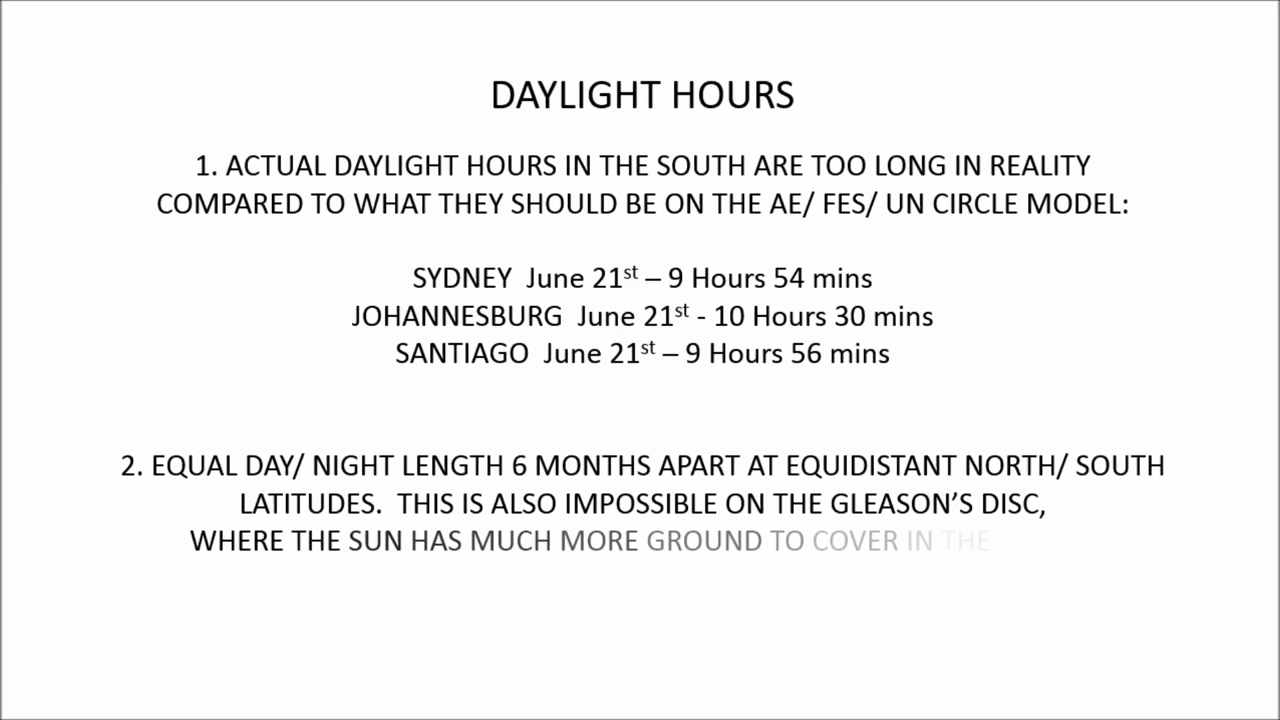 DAYLIGHT HOURS
1. ACTUAL DAYLIGHT HOURS IN THE SOUTH ARE TOO LONG IN REALITY
COMPARED TO WHAT THEY SHOULD BE ON THE AE/ FES/ UN CIRCLE MODEL:
SYDNEY June 21st – 9 Hours 54 mins
JOHANNESBURG June 21st - 10 Hours 30 mins
SANTIAGO June 21st – 9 Hours 56 mins
2. EQUAL DAY/ NIGHT LENGTH 6 MONTHS APART AT EQUIDISTANT NORTH/ SOUTH
LATITUDES. THIS IS ALSO IMPOSSIBLE ON THE GLEASON’S DISC,
WHERE THE SUN HAS MUCH MORE GROUND TO COVER IN THE